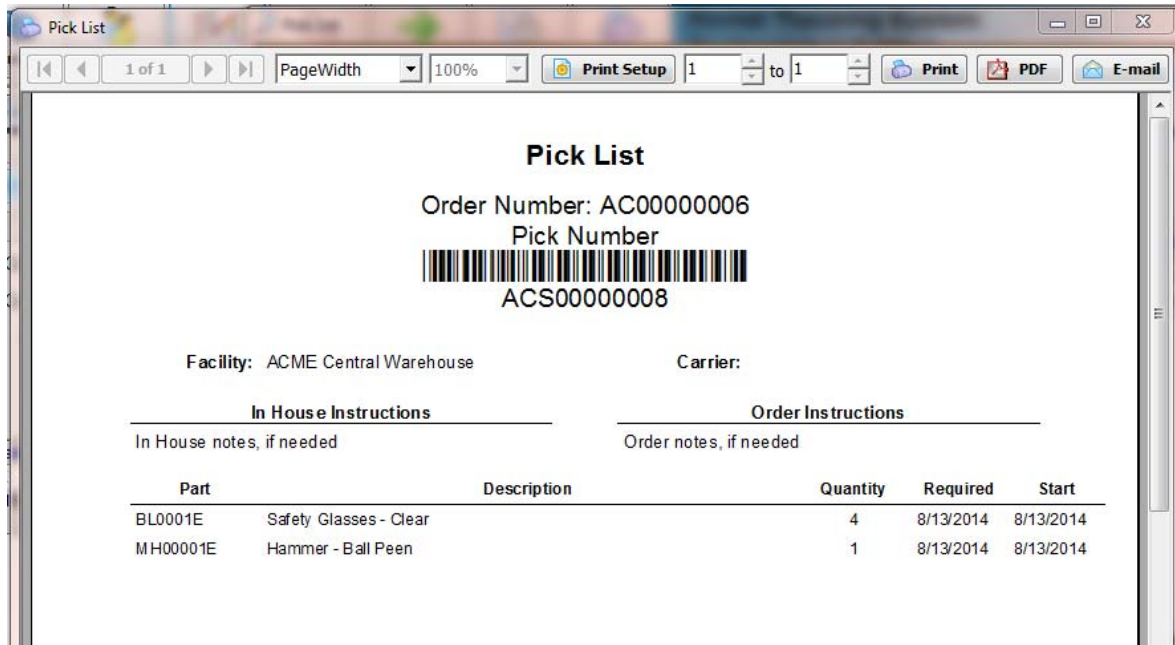 Pick List
1 of 1 PageWidth 100% Print Setup 1 to 1 Print PDF E-mail
Pick List
Order Number: AC00000006
Pick Number
ACS00000008
Facility: ACME Central Warehouse Carrier:
In House Instructions Order Instructions
In House notes, if needed Order notes, if needed
Part Description Quantity Required Start
BL0001E Safety Glasses - Clear 4 8/13/2014 8/13/2014
MH00001E Hammer - Ball Peen 1 8/13/2014 8/13/2014